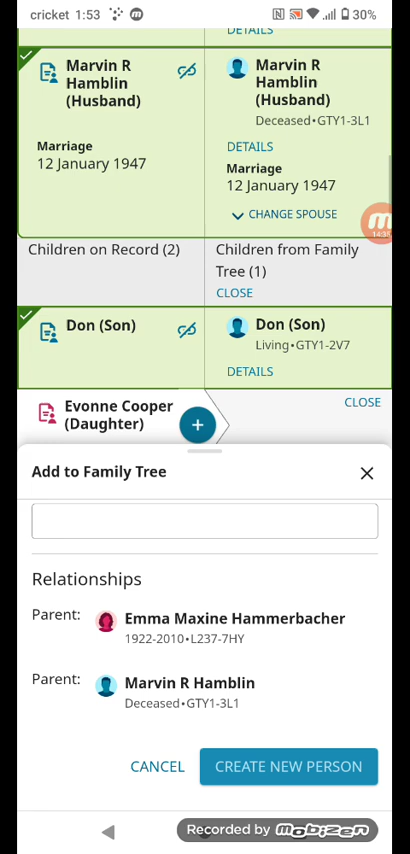 cricket 1:53 30%
DETAILS
Marvin R
Hamblin
(Husband)
Marriage
12 January 1947
Marvin R
Hamblin
(Husband)
Deceased•GTY1-3L1
DETAILS
Marriage
12 January 1947
CHANGE SPOUSE
Children on Record (2)
Children from Family
Tree (1)
CLOSE
Don (Son)
Don (Son)
Living•GTY1-2V7
DETAILS
Evonne Cooper
(Daughter)
CLOSE
Add to Family Tree
Relationships
Parent:
Emma Maxine Hammerbacher
1922-2010•L237-7HY
Parent:
Marvin R Hamblin
Deceased•GTY1-3L1
CANCEL
CREATE NEW PERSON
Recorded by mobizen